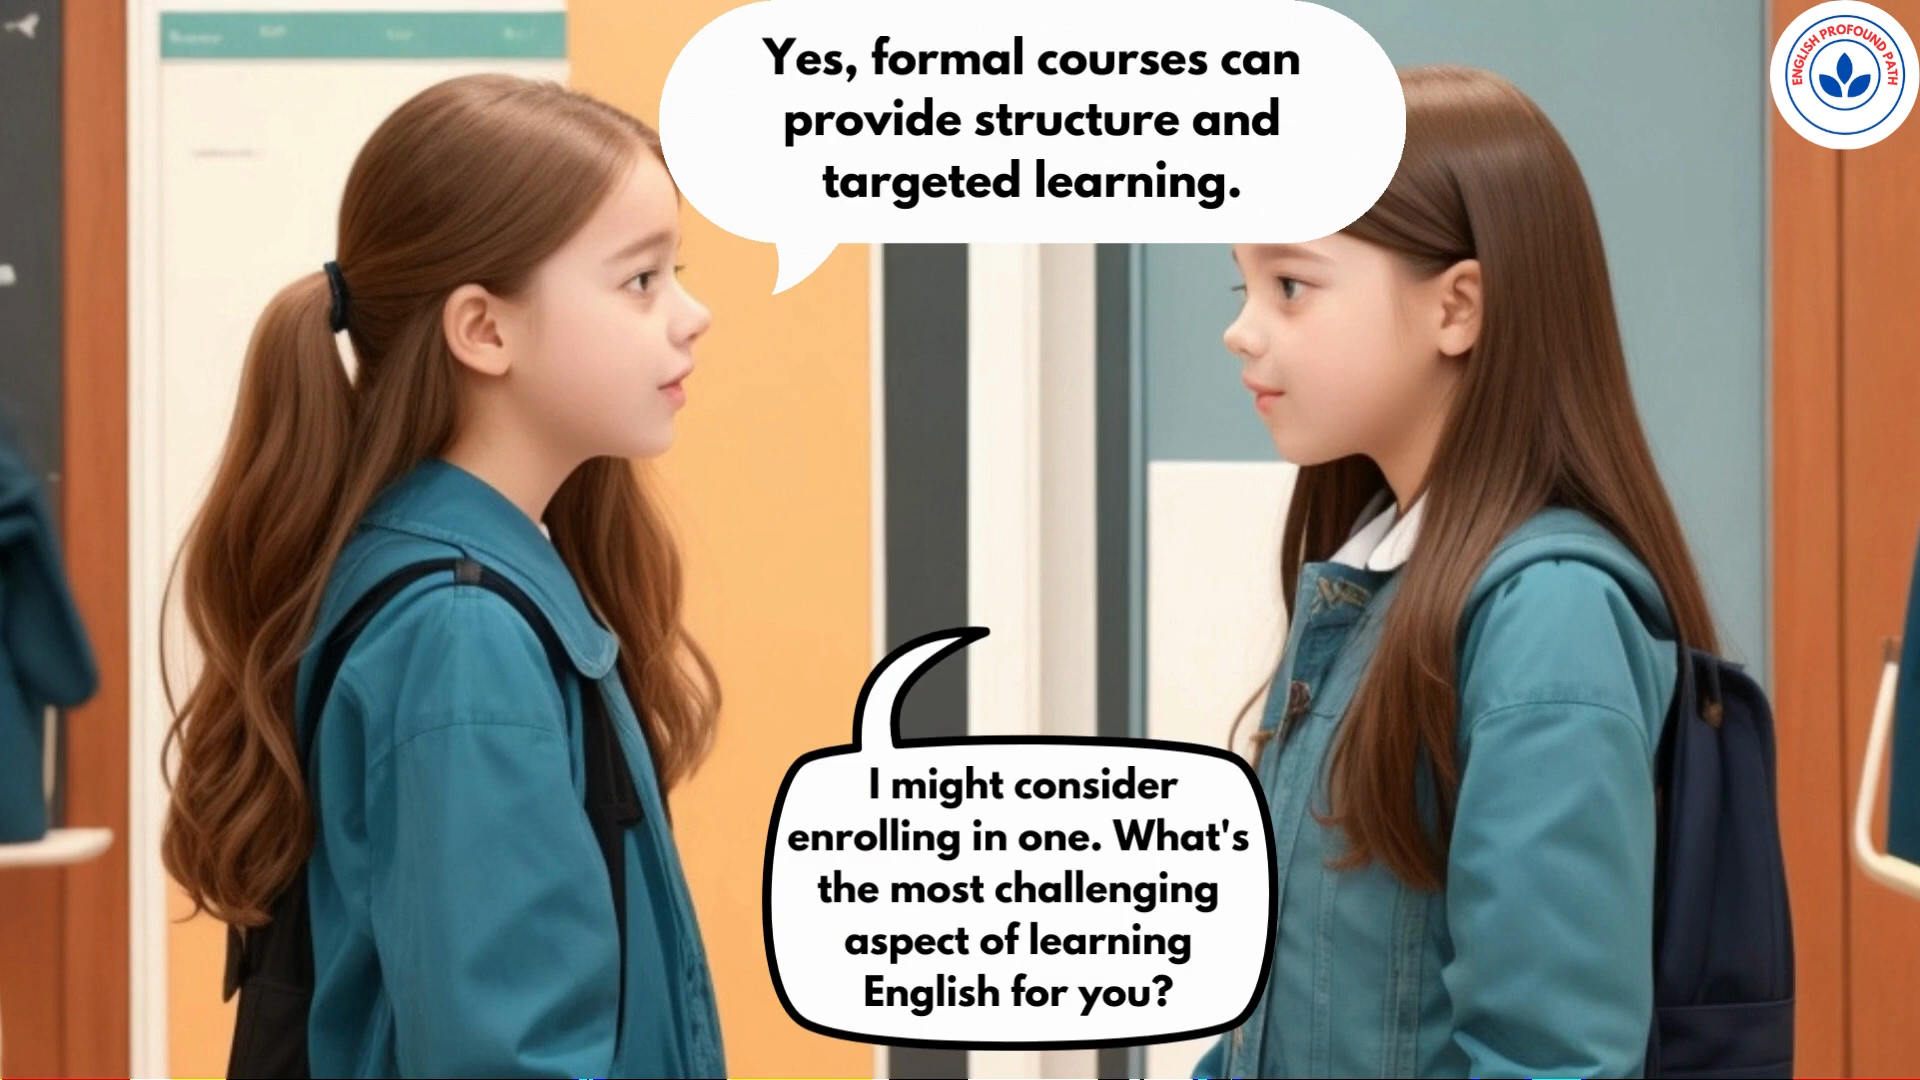 Yes, formal courses can
provide structure and
targeted learning.
ENGLISH PROFOUND PATH
I might consider
enrolling in one. What's
the most challenging
aspect of learning
English for you?